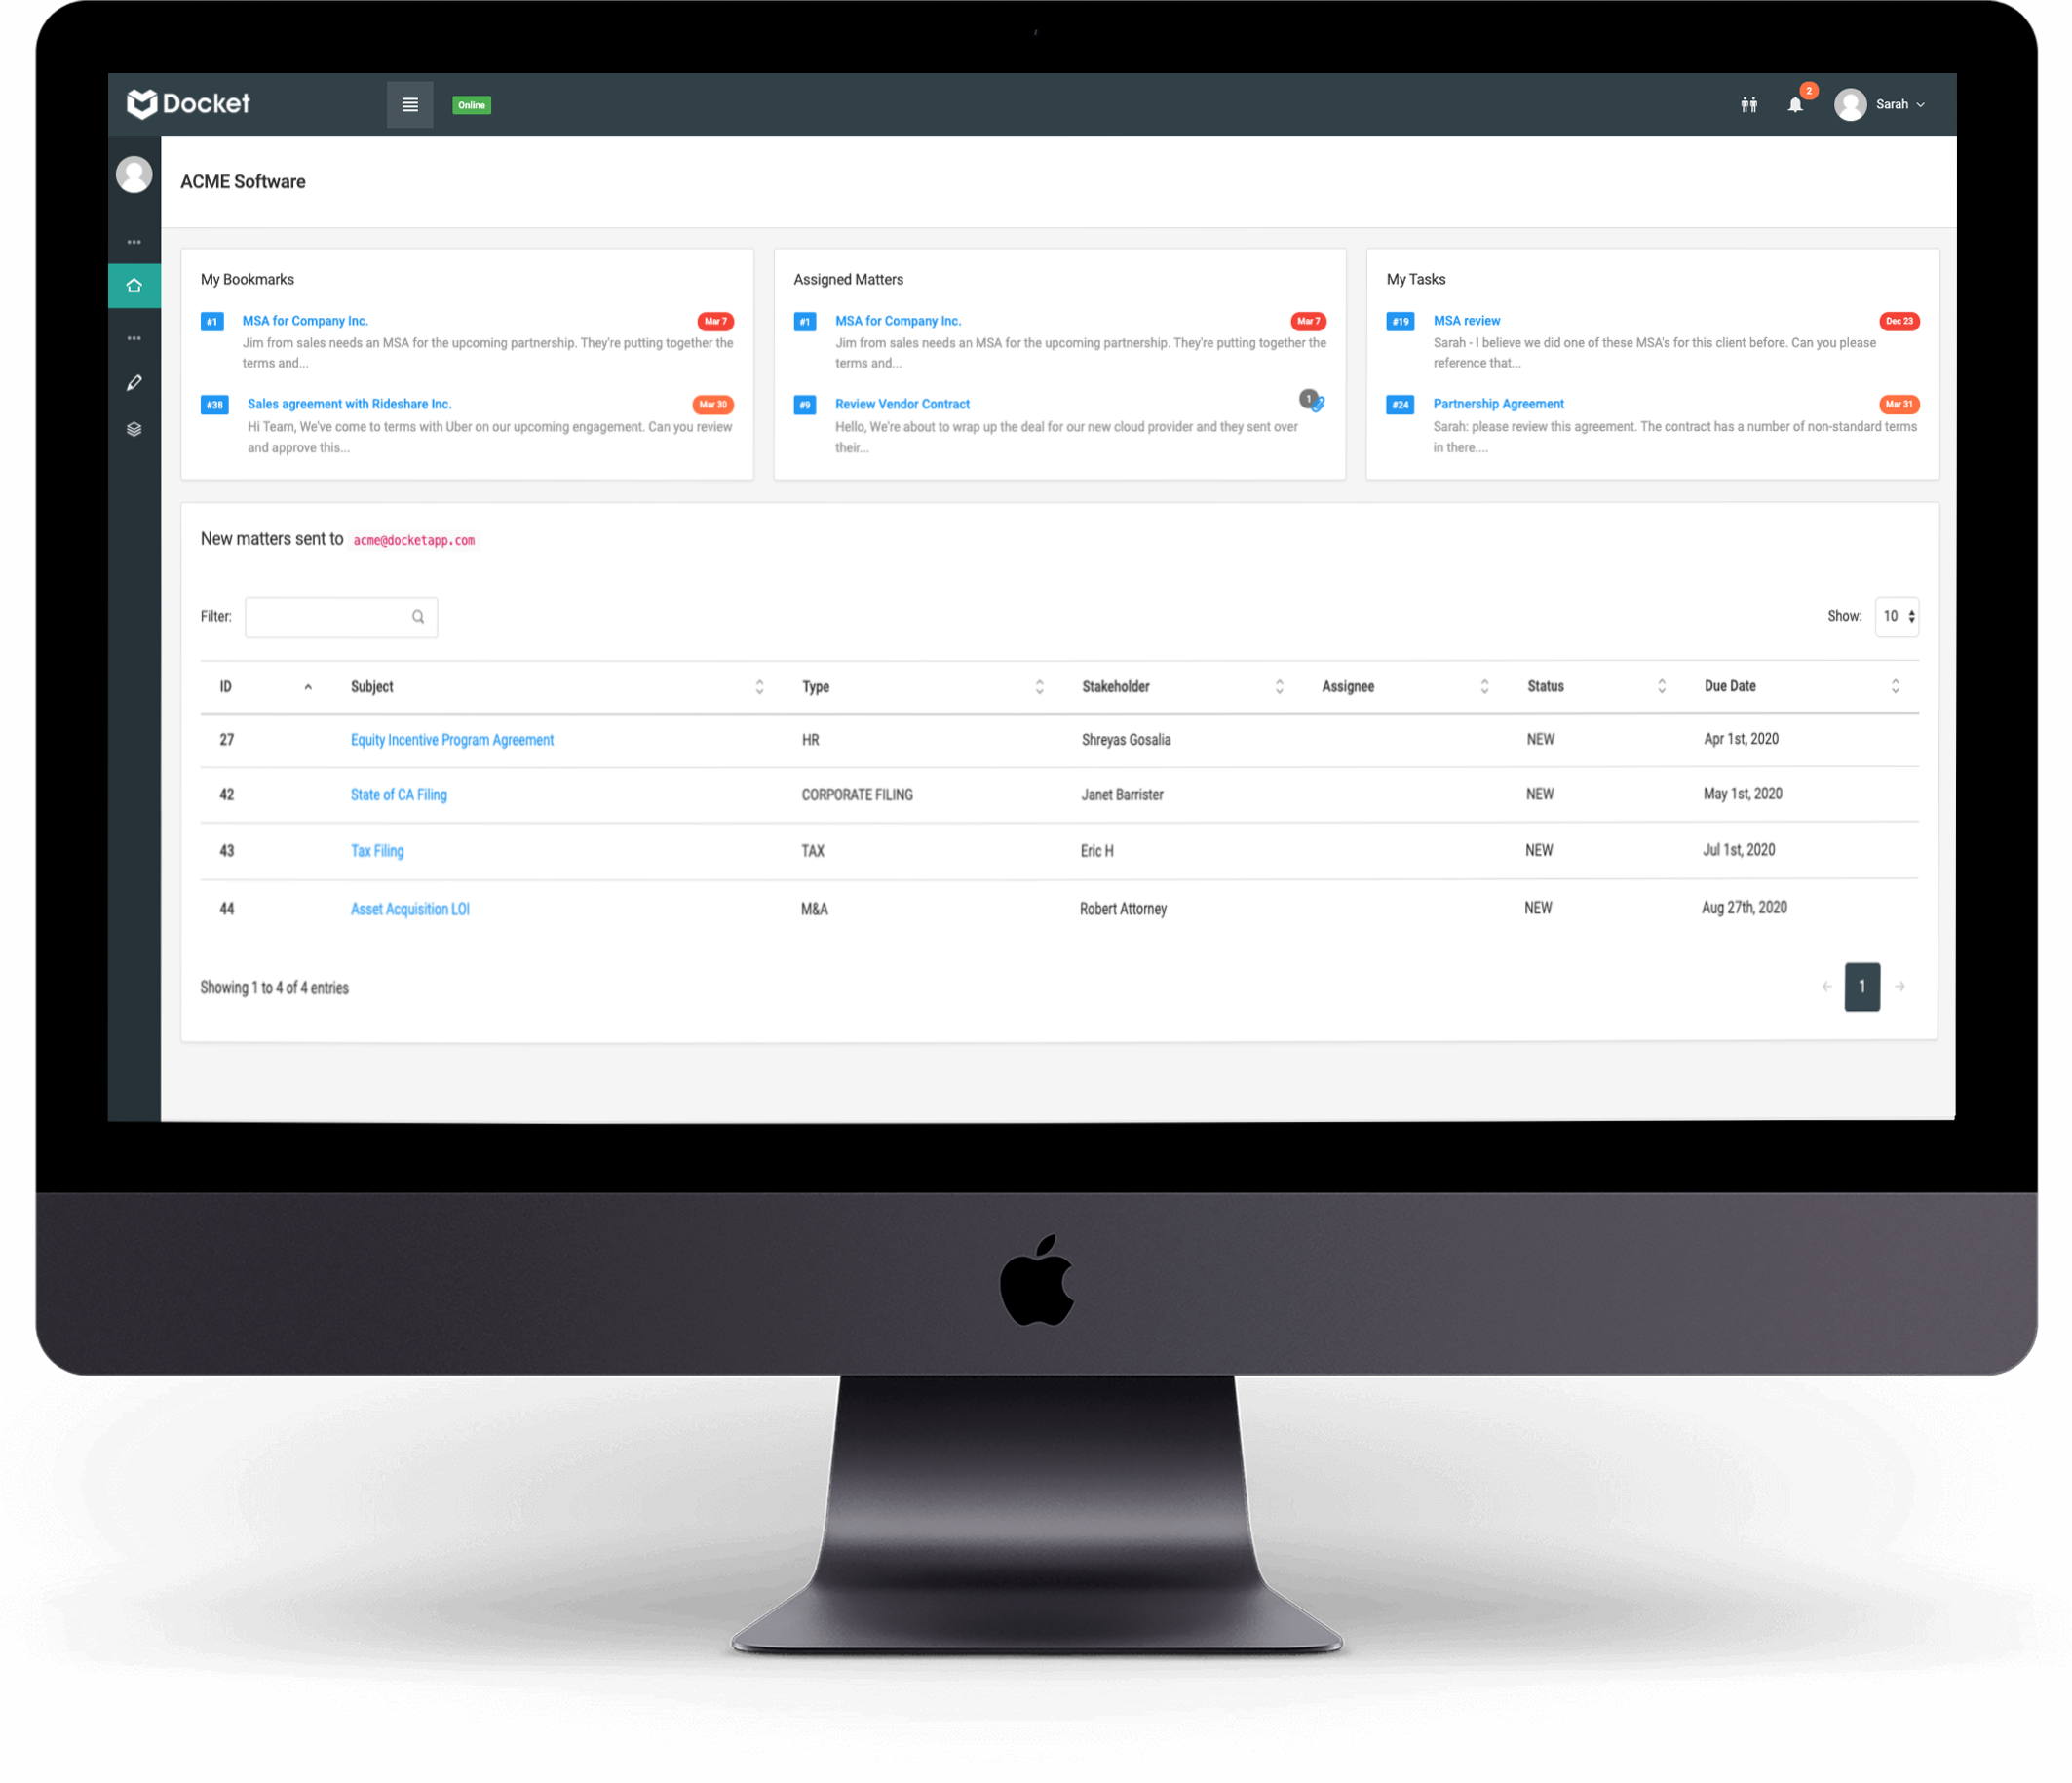 Docket
Online
2
Sarah
ACME Software
My Bookmarks
#1 MSA for Company Inc. Mar 7
Jim from sales needs an MSA for the upcoming partnership. They're putting together the
terms and...
#38 Sales agreement with Rideshare Inc. Mar 30
Hi Team, We've come to terms with Uber on our upcoming engagement. Can you review
and approve this...
Assigned Matters
#1 MSA for Company Inc. Mar 7
Jim from sales needs an MSA for the upcoming partnership. They're putting together the
terms and...
#9 Review Vendor Contract 1
Hello, We're about to wrap up the deal for our new cloud provider and they sent over
their...
My Tasks
#19 MSA review Dec 23
Sarah - I believe we did one of these MSA's for this client before. Can you please
reference that...
#24 Partnership Agreement Mar 31
Sarah: please review this agreement. The contract has a number of non-standard terms
in there....
New matters sent to acme@docketapp.com
Filter: Show: 10
ID Subject Type Stakeholder Assignee Status Due Date
27 Equity Incentive Program Agreement HR Shreyas Gosalia NEW Apr 1st, 2020
42 State of CA Filing CORPORATE FILING Janet Barrister NEW May 1st, 2020
43 Tax Filing TAX Eric H NEW Jul 1st, 2020
44 Asset Acquisition LOI M&A Robert Attorney NEW Aug 27th, 2020
Showing 1 to 4 of 4 entries ← 1 →